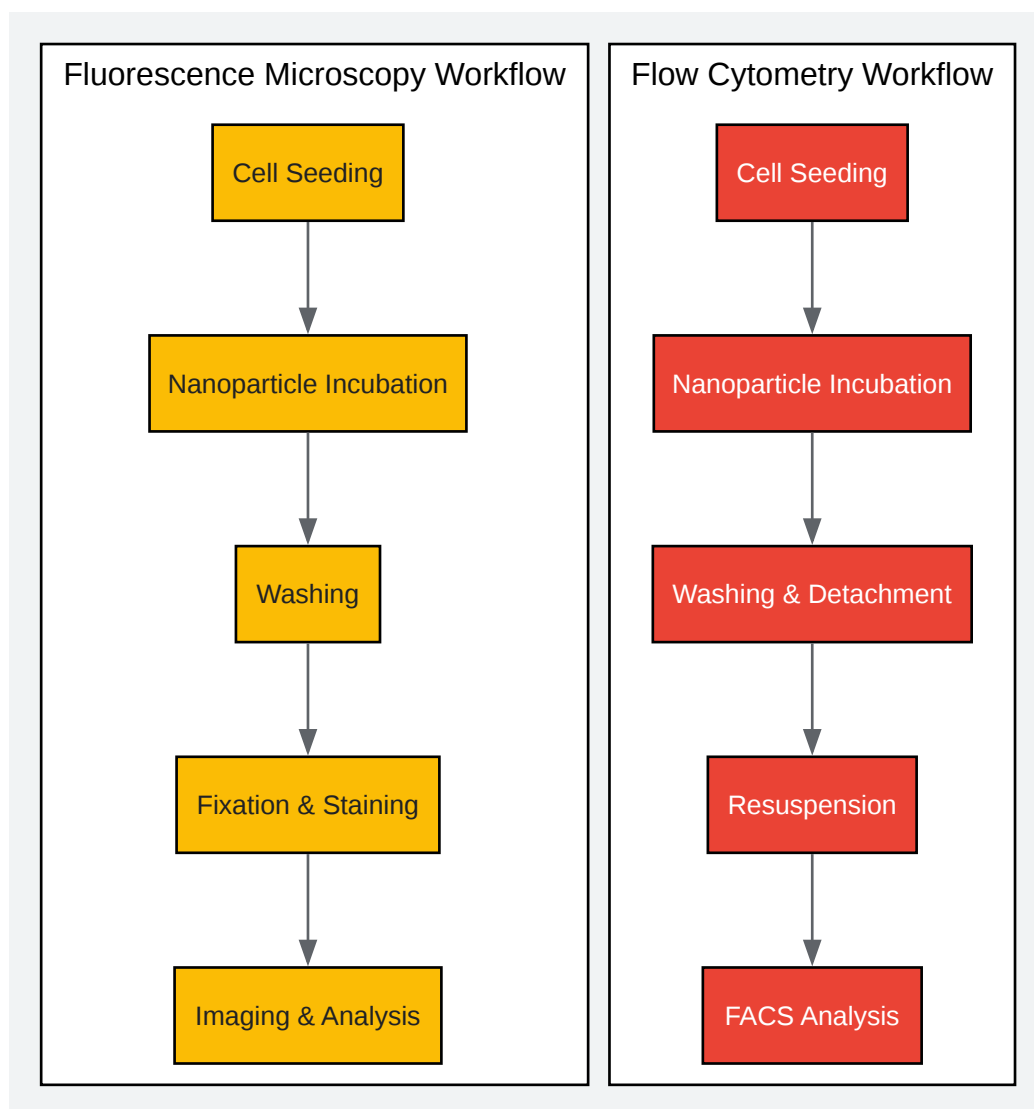 Fluorescence Microscopy Workflow
Cell Seeding
Nanoparticle Incubation
Washing
Fixation & Staining
Imaging & Analysis
Flow Cytometry Workflow
Cell Seeding
Nanoparticle Incubation
Washing & Detachment
Resuspension
FACS Analysis